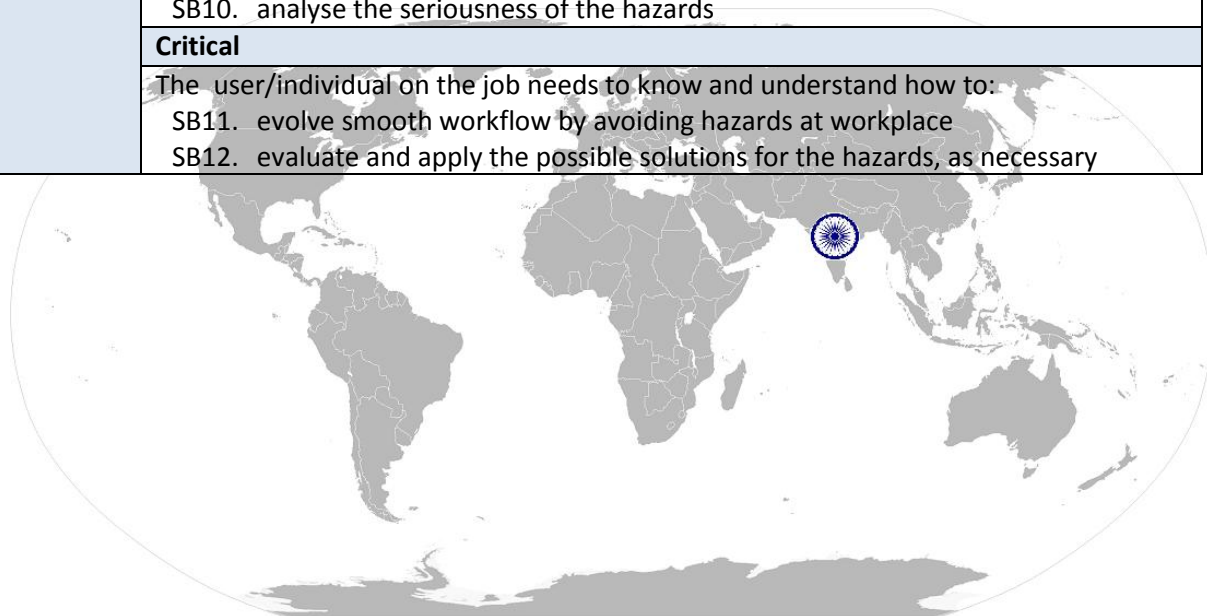 SB10. analyse the seriousness of the hazards
Critical
The user/individual on the job needs to know and understand how to:
SB11. evolve smooth workflow by avoiding hazards at workplace
SB12. evaluate and apply the possible solutions for the hazards, as necessary